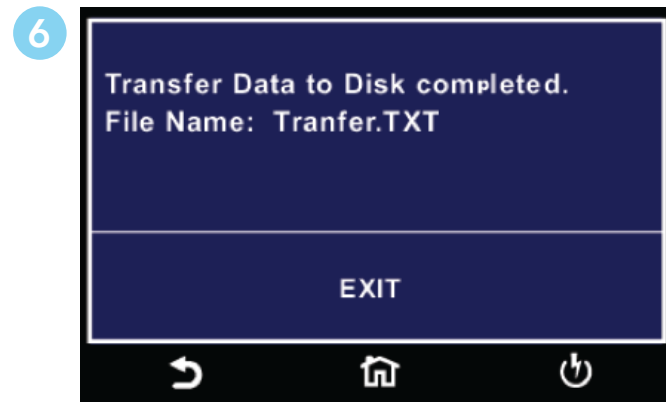 6
Transfer Data to Disk completed.
File Name: Tranfer.TXT
EXIT